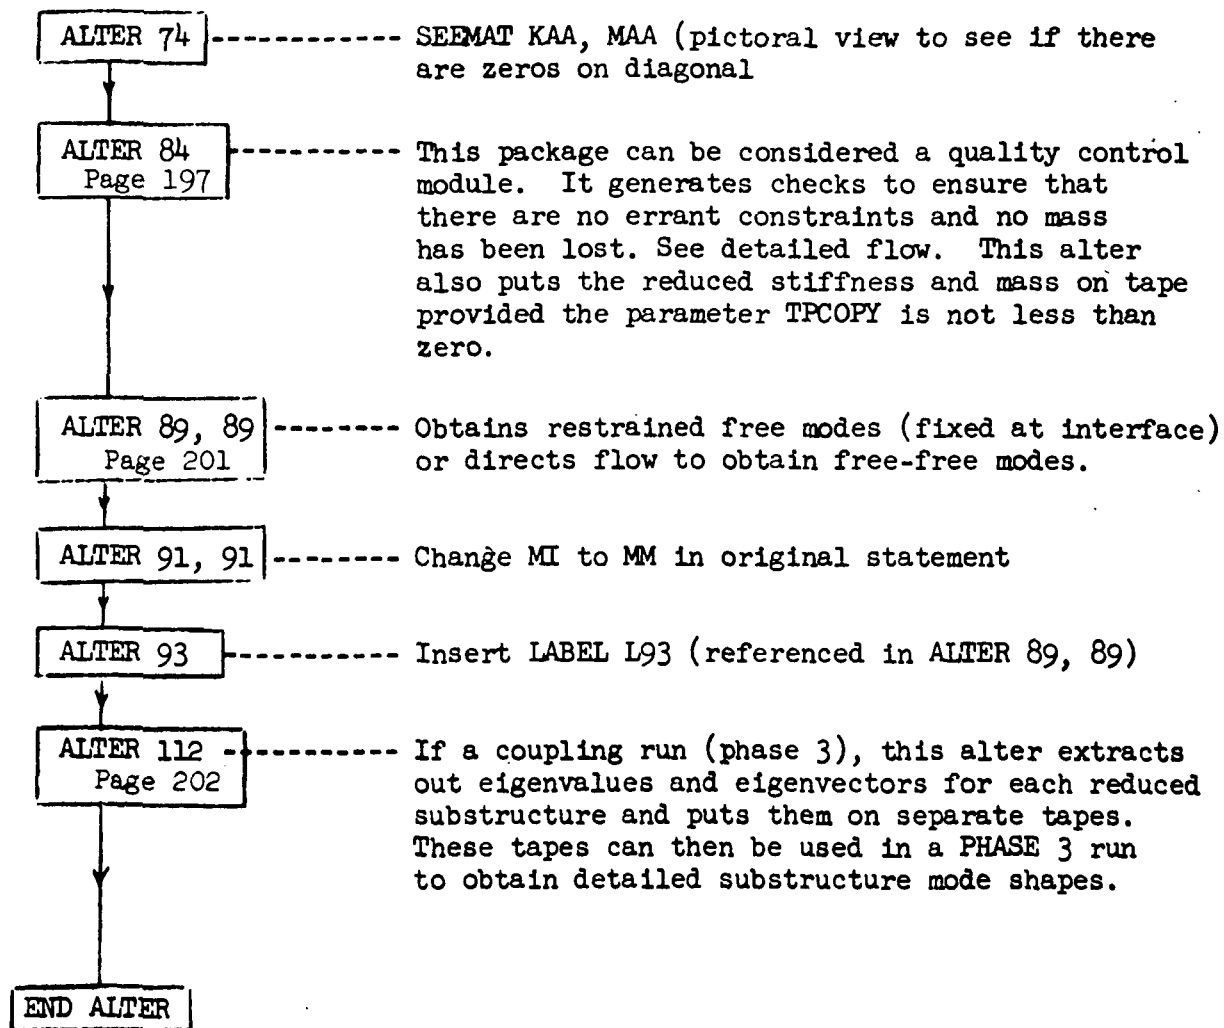 ALTER 74 ----------- SEEMAT KAA, MAA (pictoral view to see if there
are zeros on diagonal
ALTER 84 ---------- This package can be considered a quality control
Page 197 module. It generates checks to ensure that
there are no errant constraints and no mass
has been lost. See detailed flow. This alter
also puts the reduced stiffness and mass on tape
provided the parameter TPCOPY is not less than
zero.
ALTER 89, 89 -------- Obtains restrained free modes (fixed at interface)
Page 201 or directs flow to obtain free-free modes.
ALTER 91, 91 -------- Change MI to MM in original statement
ALTER 93 ----------- Insert LABEL L93 (referenced in ALTER 89, 89)
ALTER 112 ----------- If a coupling run (phase 3), this alter extracts
Page 202 out eigenvalues and eigenvectors for each reduced
substructure and puts them on separate tapes.
These tapes can then be used in a PHASE 3 run
to obtain detailed substructure mode shapes.
END ALTER